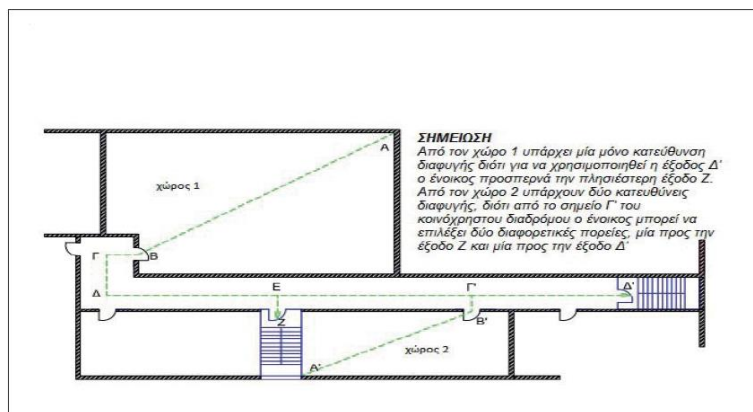 ΣΗΜΕΙΩΣΗ
Από τον χώρο 1 υπάρχει μία μόνο κατεύθυνση
διαφυγής διότι για να χρησιμοποιηθεί η έξοδος Δ'
ο ένοικος προσπερνά την πλησιέστερη έξοδο Ζ.
Από τον χώρο 2 υπάρχουν δύο κατευθύνεις
διαφυγής, διότι από το σημείο Γ' του
κοινόχρηστου διαδρόμου ο ένοικος μπορεί να
επιλέξει δύο διαφορετικές πορείες, μία προς την
έξοδο Ζ και μία προς την έξοδο Δ'
Α
χώρος 1
Γ
Β
Δ
Ε
Γ'
Δ'
Ζ
Β'
χώρος 2
Α'